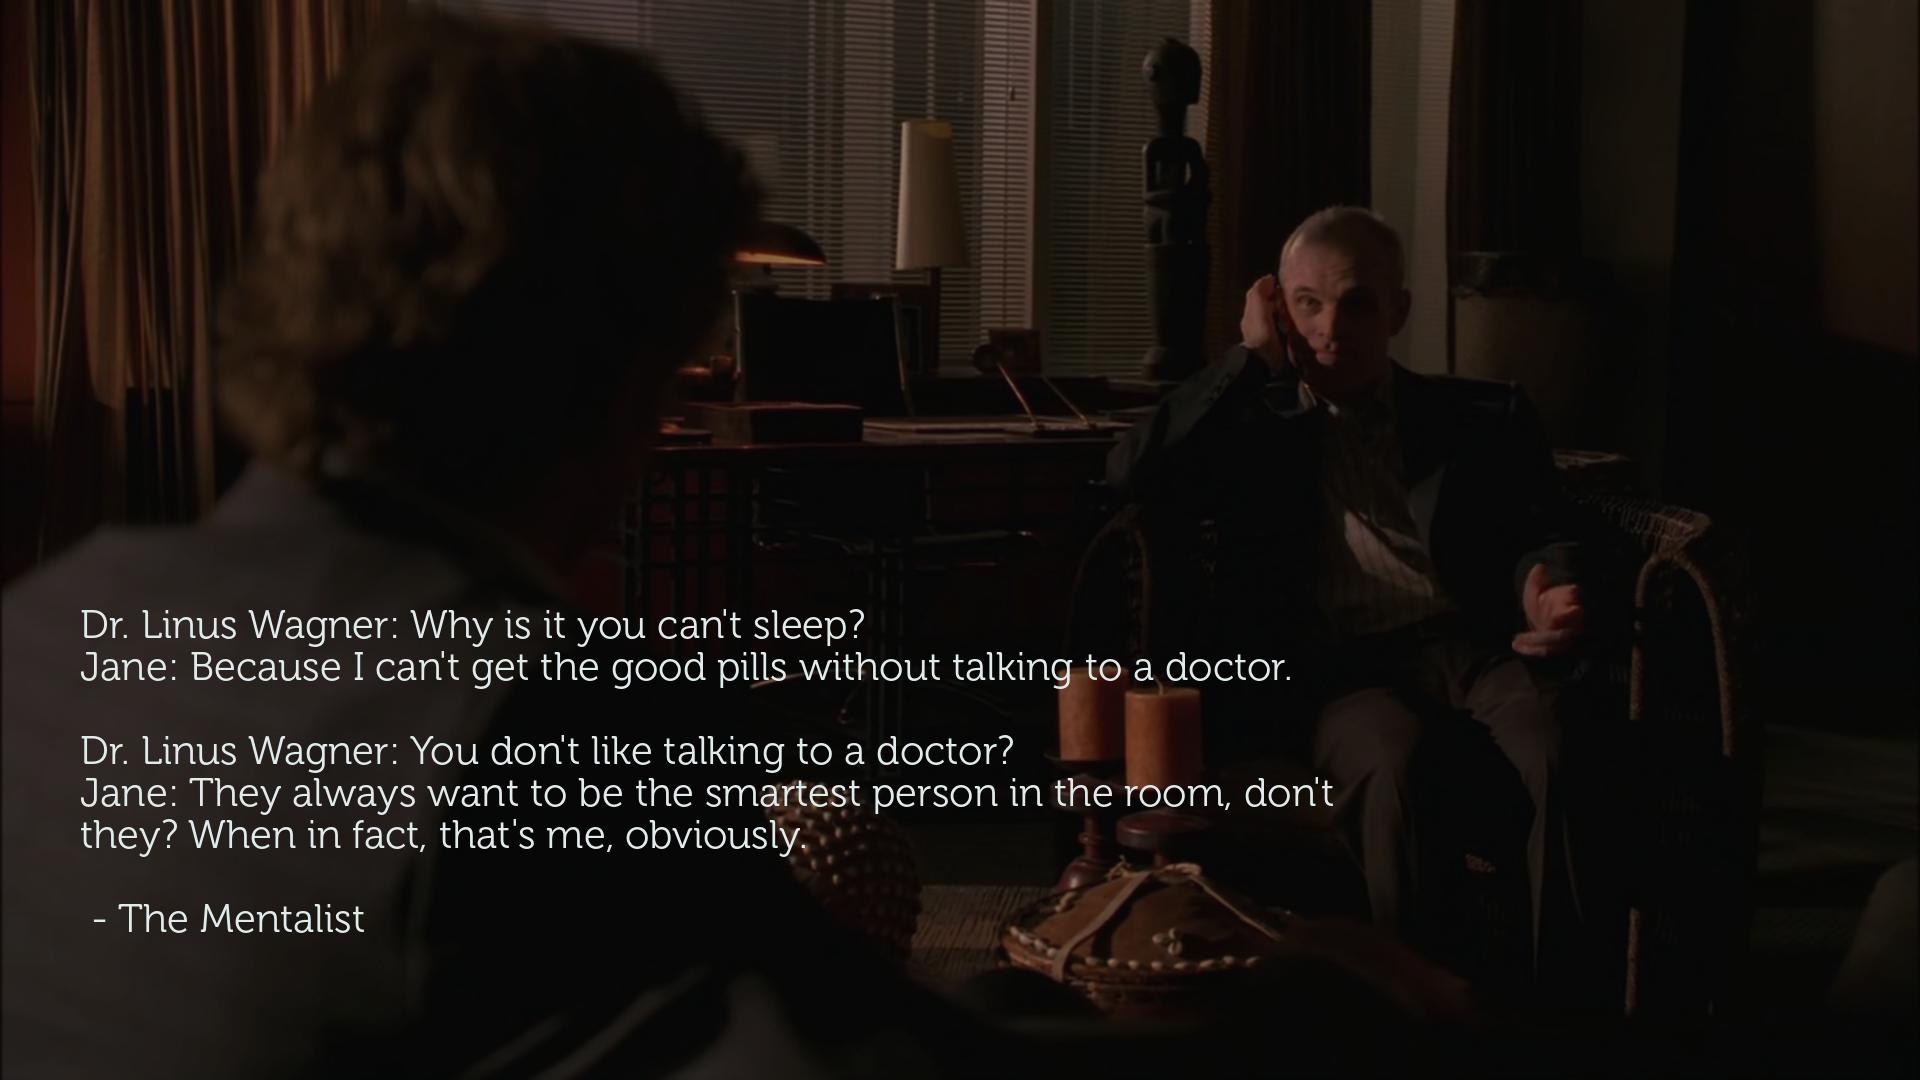 Dr. Linus Wagner: Why is it you can't sleep?
Jane: Because I can't get the good pills without talking to a doctor.
Dr. Linus Wagner: You don't like talking to a doctor?
Jane: They always want to be the smartest person in the room, don't
they? When in fact, that's me, obviously.
- The Mentalist